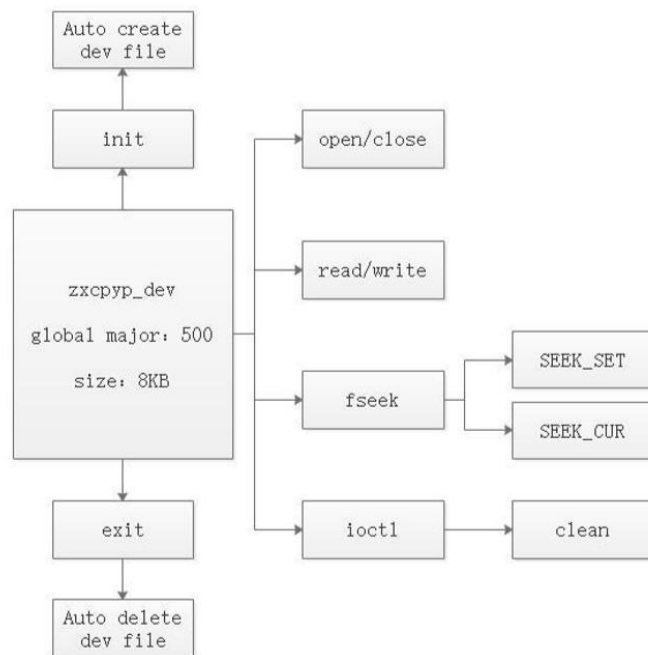 Auto create
dev file
init
open/close
zxcpyp_dev
global major: 500
size: 8KB
read/write
fseek
SEEK_SET
SEEK_CUR
exit
ioctl
clean
Auto delete
dev file